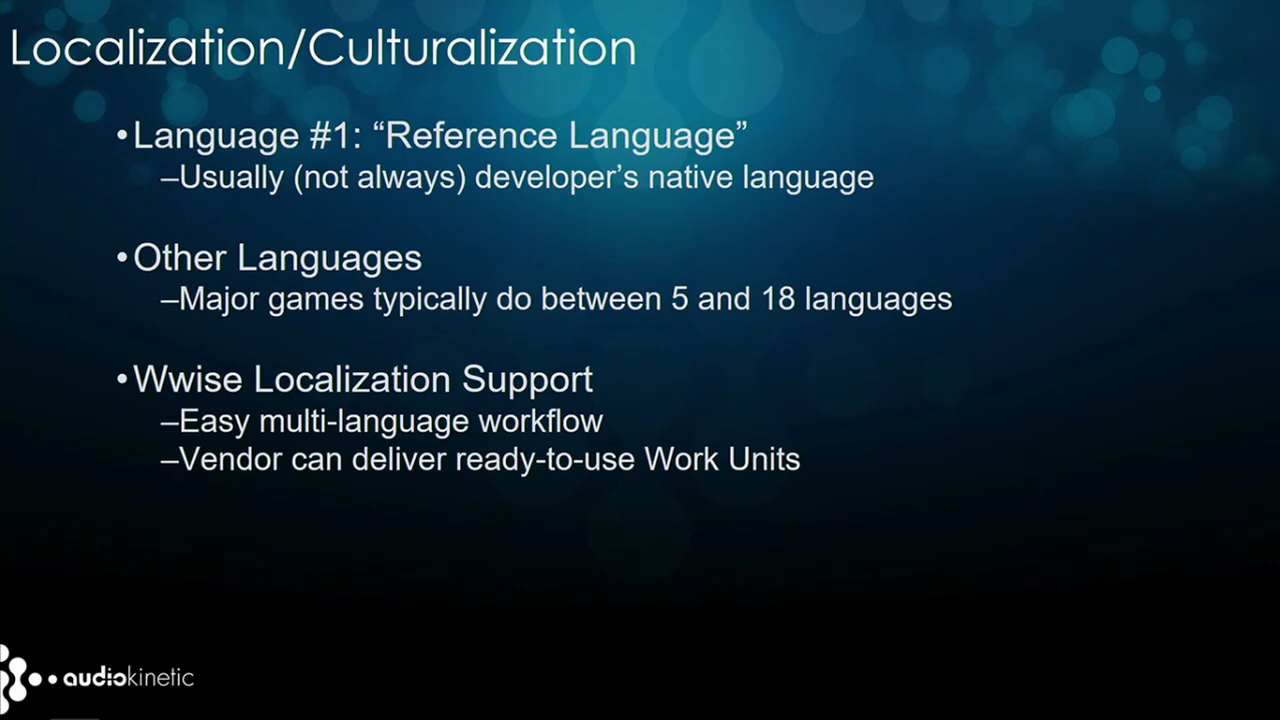 Localization/Culturalization
•Language #1: “Reference Language”
–Usually (not always) developer’s native language
•Other Languages
–Major games typically do between 5 and 18 languages
•Wwise Localization Support
–Easy multi-language workflow
–Vendor can deliver ready-to-use Work Units
audiokinetic